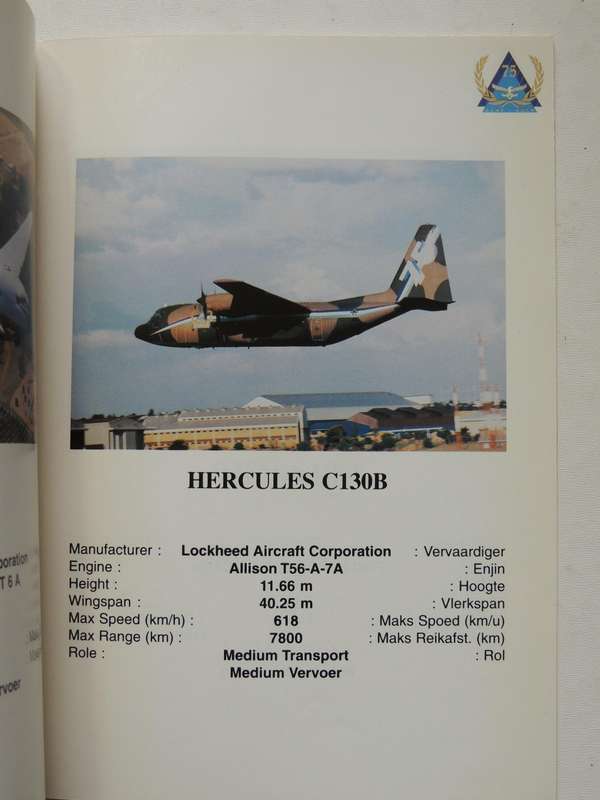 75
HERCULES C130B
Manufacturer : Lockheed Aircraft Corporation : Vervaardiger
Engine : Allison T56-A-7A : Enjin
Height : 11.66 m : Hoogte
Wingspan : 40.25 m : Vlerkspan
Max Speed (km/h) : 618 : Maks Spoed (km/u)
Max Range (km) : 7800 : Maks Reikafst. (km)
Role : Medium Transport : Rol
Medium Vervoer
poration
T 6 A
rvoer